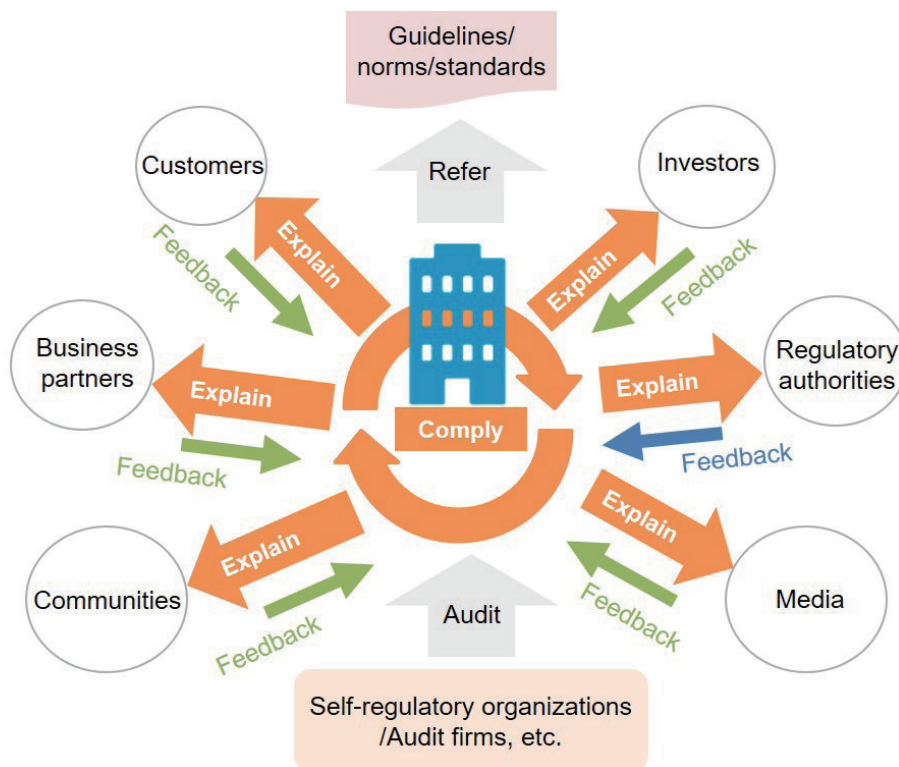 Guidelines/
norms/standards
Refer
Customers
Investors
Explain
Feedback
Explain
Feedback
Business
partners
Explain
Feedback
Comply
Explain
Feedback
Regulatory
authorities
Communities
Explain
Feedback
Explain
Feedback
Media
Audit
Self-regulatory organizations
/Audit firms, etc.